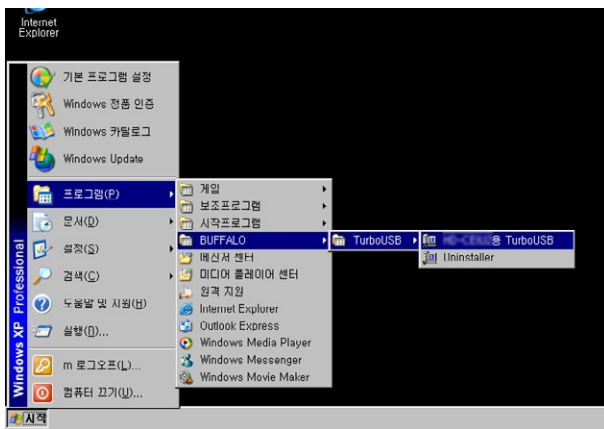 Internet
Explorer
기본 프로그램 설정
Windows 정품 인증
Windows 카탈로그
Windows Update
프로그램(P)
문서(D)
설정(S)
검색(C)
도움말 및 지원(H)
실행(R)...
m 로그오프(L)...
컴퓨터 끄기(U)...
Windows XP Professional
시작
게임
보조프로그램
시작프로그램
BUFFALO
메신저 센터
미디어 플레이어 센터
원격 지원
Internet Explorer
Outlook Express
Windows Media Player
Windows Messenger
Windows Movie Maker
TurboUSB
용 TurboUSB
Uninstaller